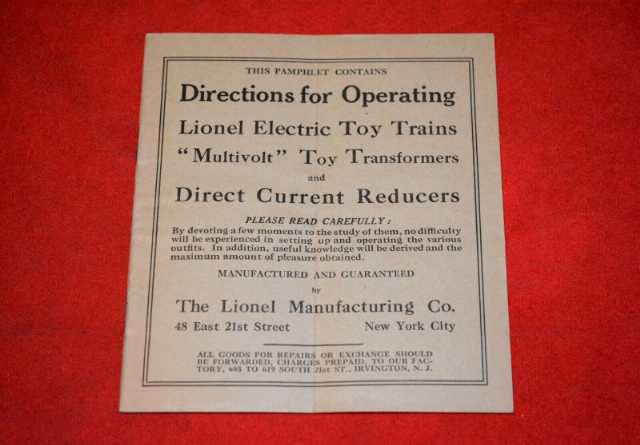 THIS PAMPHLET CONTAINS
Directions for Operating
Lionel Electric Toy Trains
"Multivolt" Toy Transformers
and
Direct Current Reducers
PLEASE READ CAREFULLY:
By devoting a few moments to the study of them, no difficulty
will be experienced in setting up and operating the various
outfits. In addition, useful knowledge will be derived and the
maximum amount of pleasure obtained.
MANUFACTURED AND GUARANTEED
by
The Lionel Manufacturing Co.
48 East 21st Street New York City
ALL GOODS FOR REPAIRS OR EXCHANGE SHOULD
BE FORWARDED, CHARGES PREPAID, TO OUR FAC-
TORY, 605 TO 619 SOUTH 21st ST., IRVINGTON, N. J.